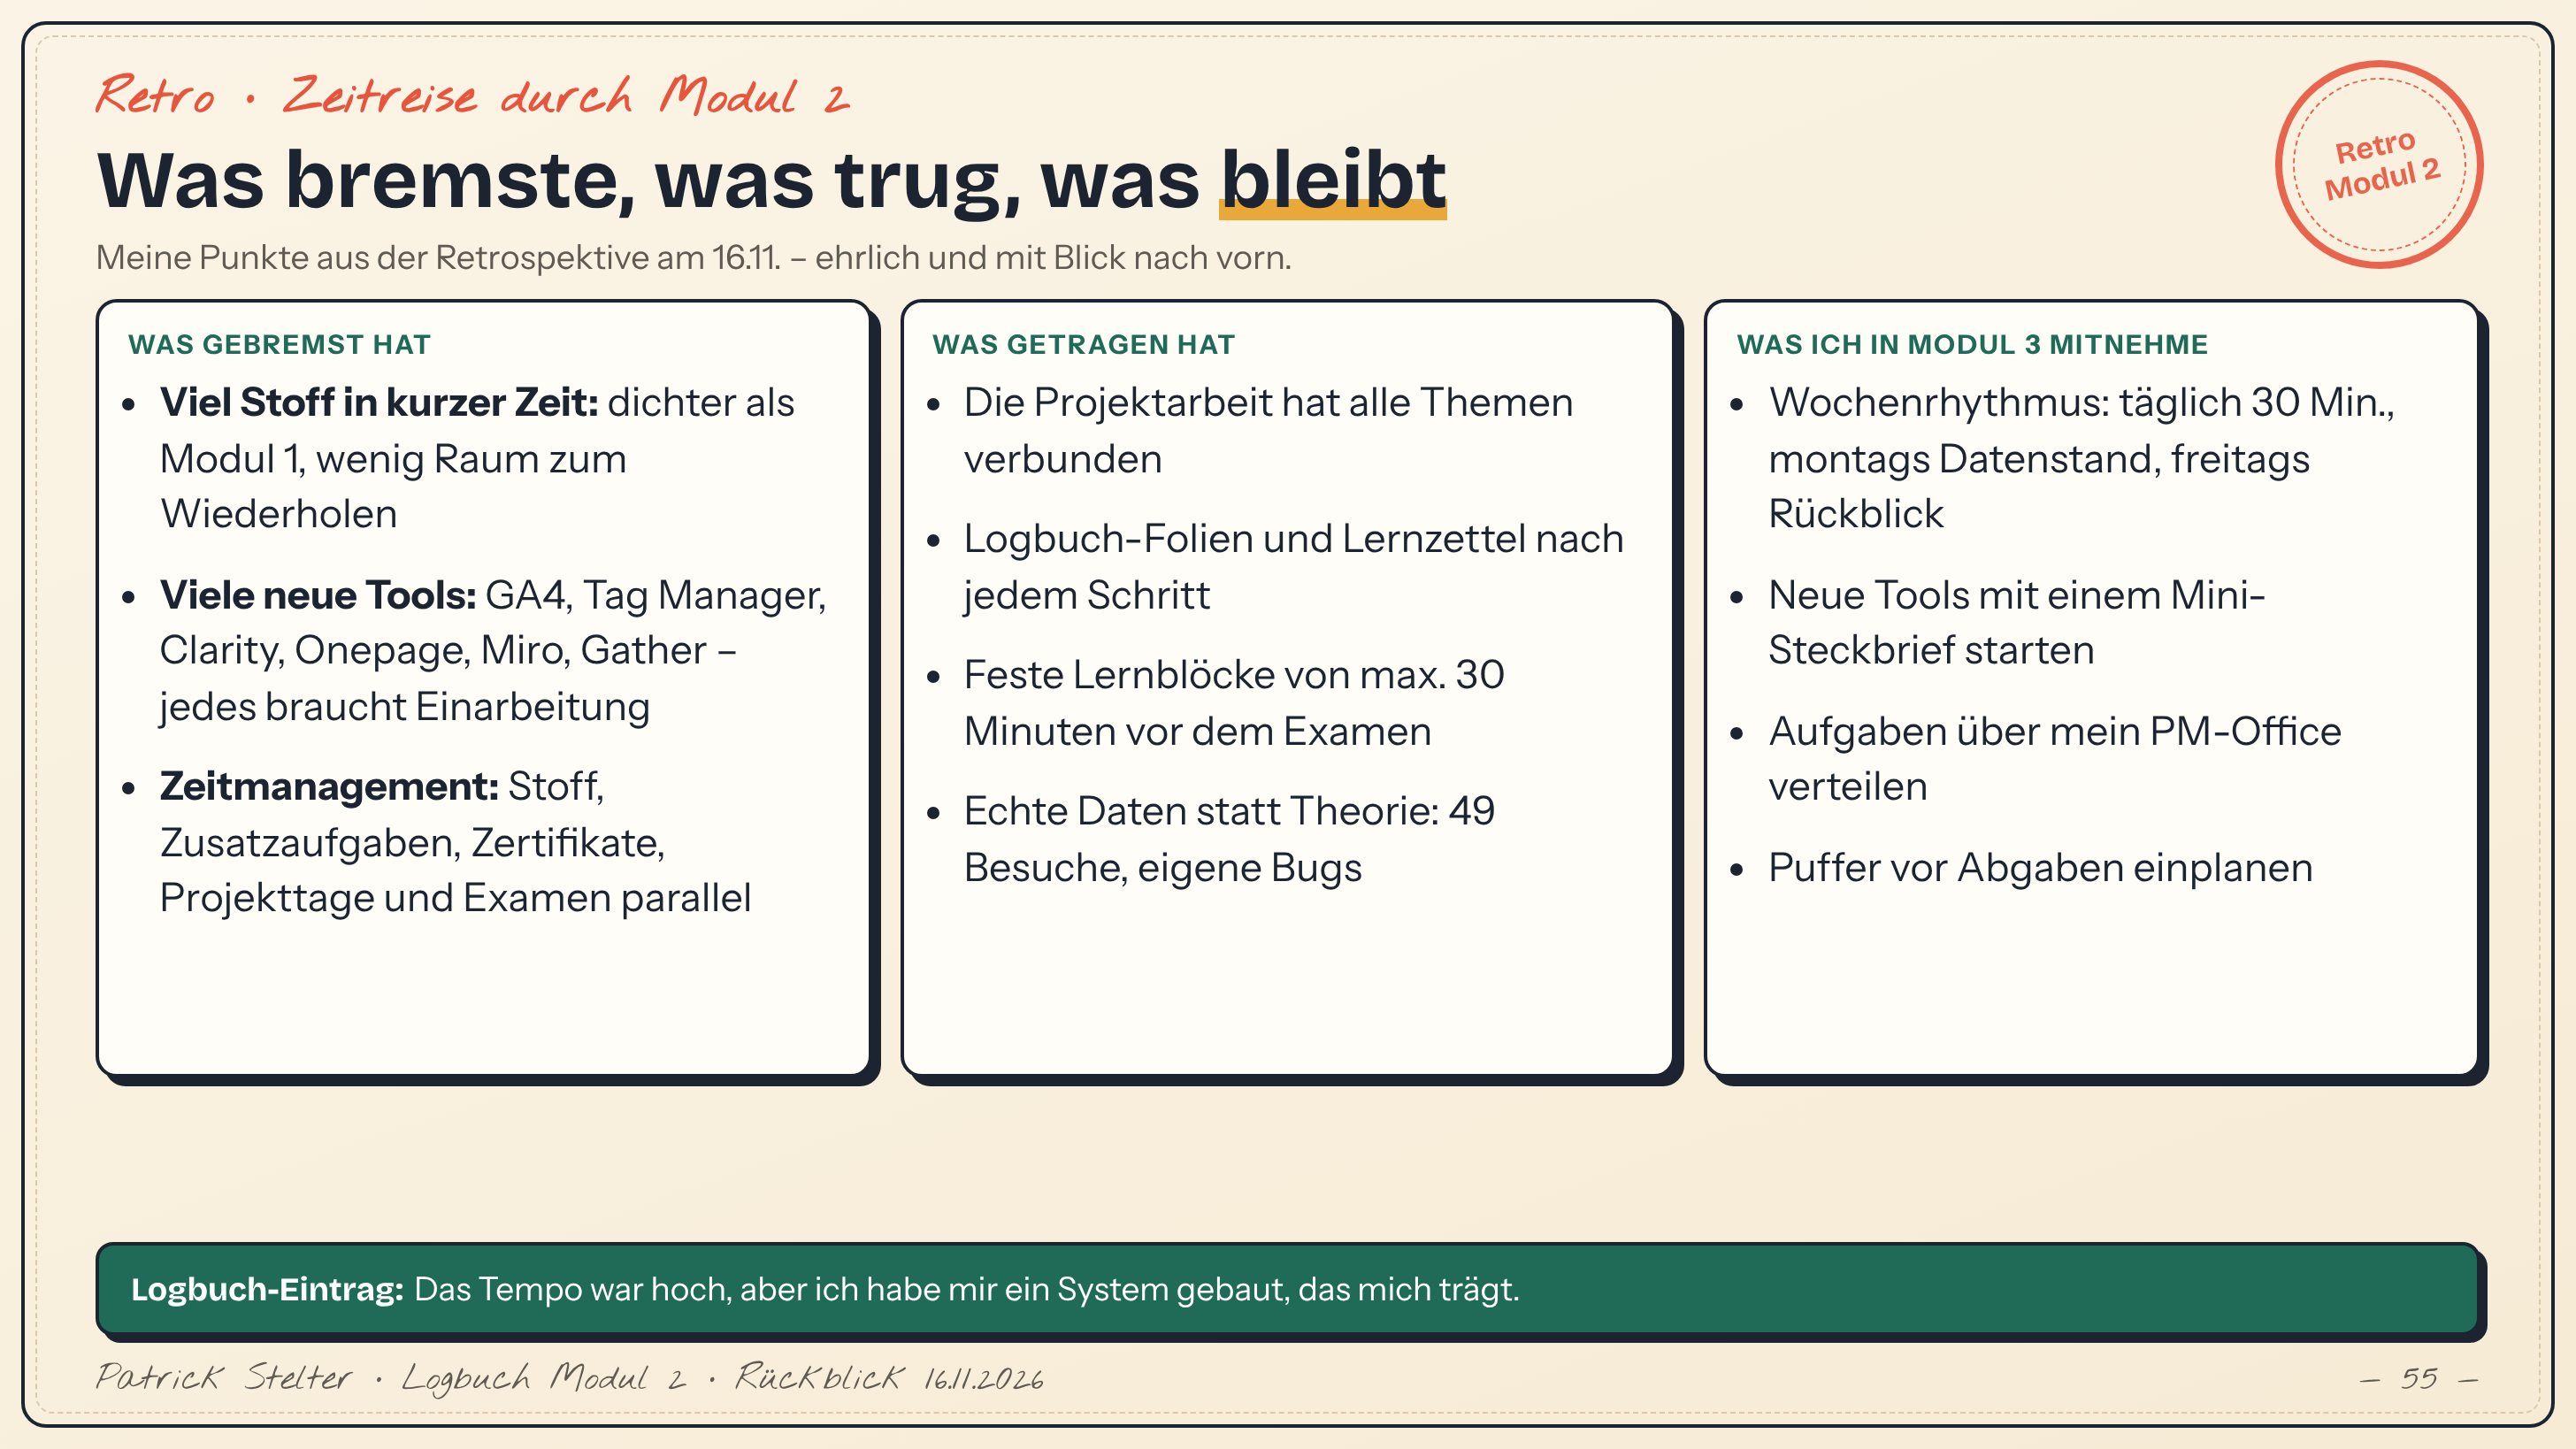 Retro · Zeitreise durch Modul 2
Was bremste, was trug, was bleibt
Meine Punkte aus der Retrospektive am 16.11. – ehrlich und mit Blick nach vorn.
Retro
Modul 2
WAS GEBREMST HAT
• Viel Stoff in kurzer Zeit: dichter als
Modul 1, wenig Raum zum
Wiederholen
• Viele neue Tools: GA4, Tag Manager,
Clarity, Onepage, Miro, Gather –
jedes braucht Einarbeitung
• Zeitmanagement: Stoff,
Zusatzaufgaben, Zertifikate,
Projekttage und Examen parallel
WAS GETRAGEN HAT
• Die Projektarbeit hat alle Themen
verbunden
• Logbuch-Folien und Lernzettel nach
jedem Schritt
• Feste Lernblöcke von max. 30
Minuten vor dem Examen
• Echte Daten statt Theorie: 49
Besuche, eigene Bugs
WAS ICH IN MODUL 3 MITNEHME
• Wochenrhythmus: täglich 30 Min.,
montags Datenstand, freitags
Rückblick
• Neue Tools mit einem Mini-
Steckbrief starten
• Aufgaben über mein PM-Office
verteilen
• Puffer vor Abgaben einplanen
Logbuch-Eintrag: Das Tempo war hoch, aber ich habe mir ein System gebaut, das mich trägt.
Patrick Stelter · Logbuch Modul 2 · Rückblick 16.11.2026
– 55 –